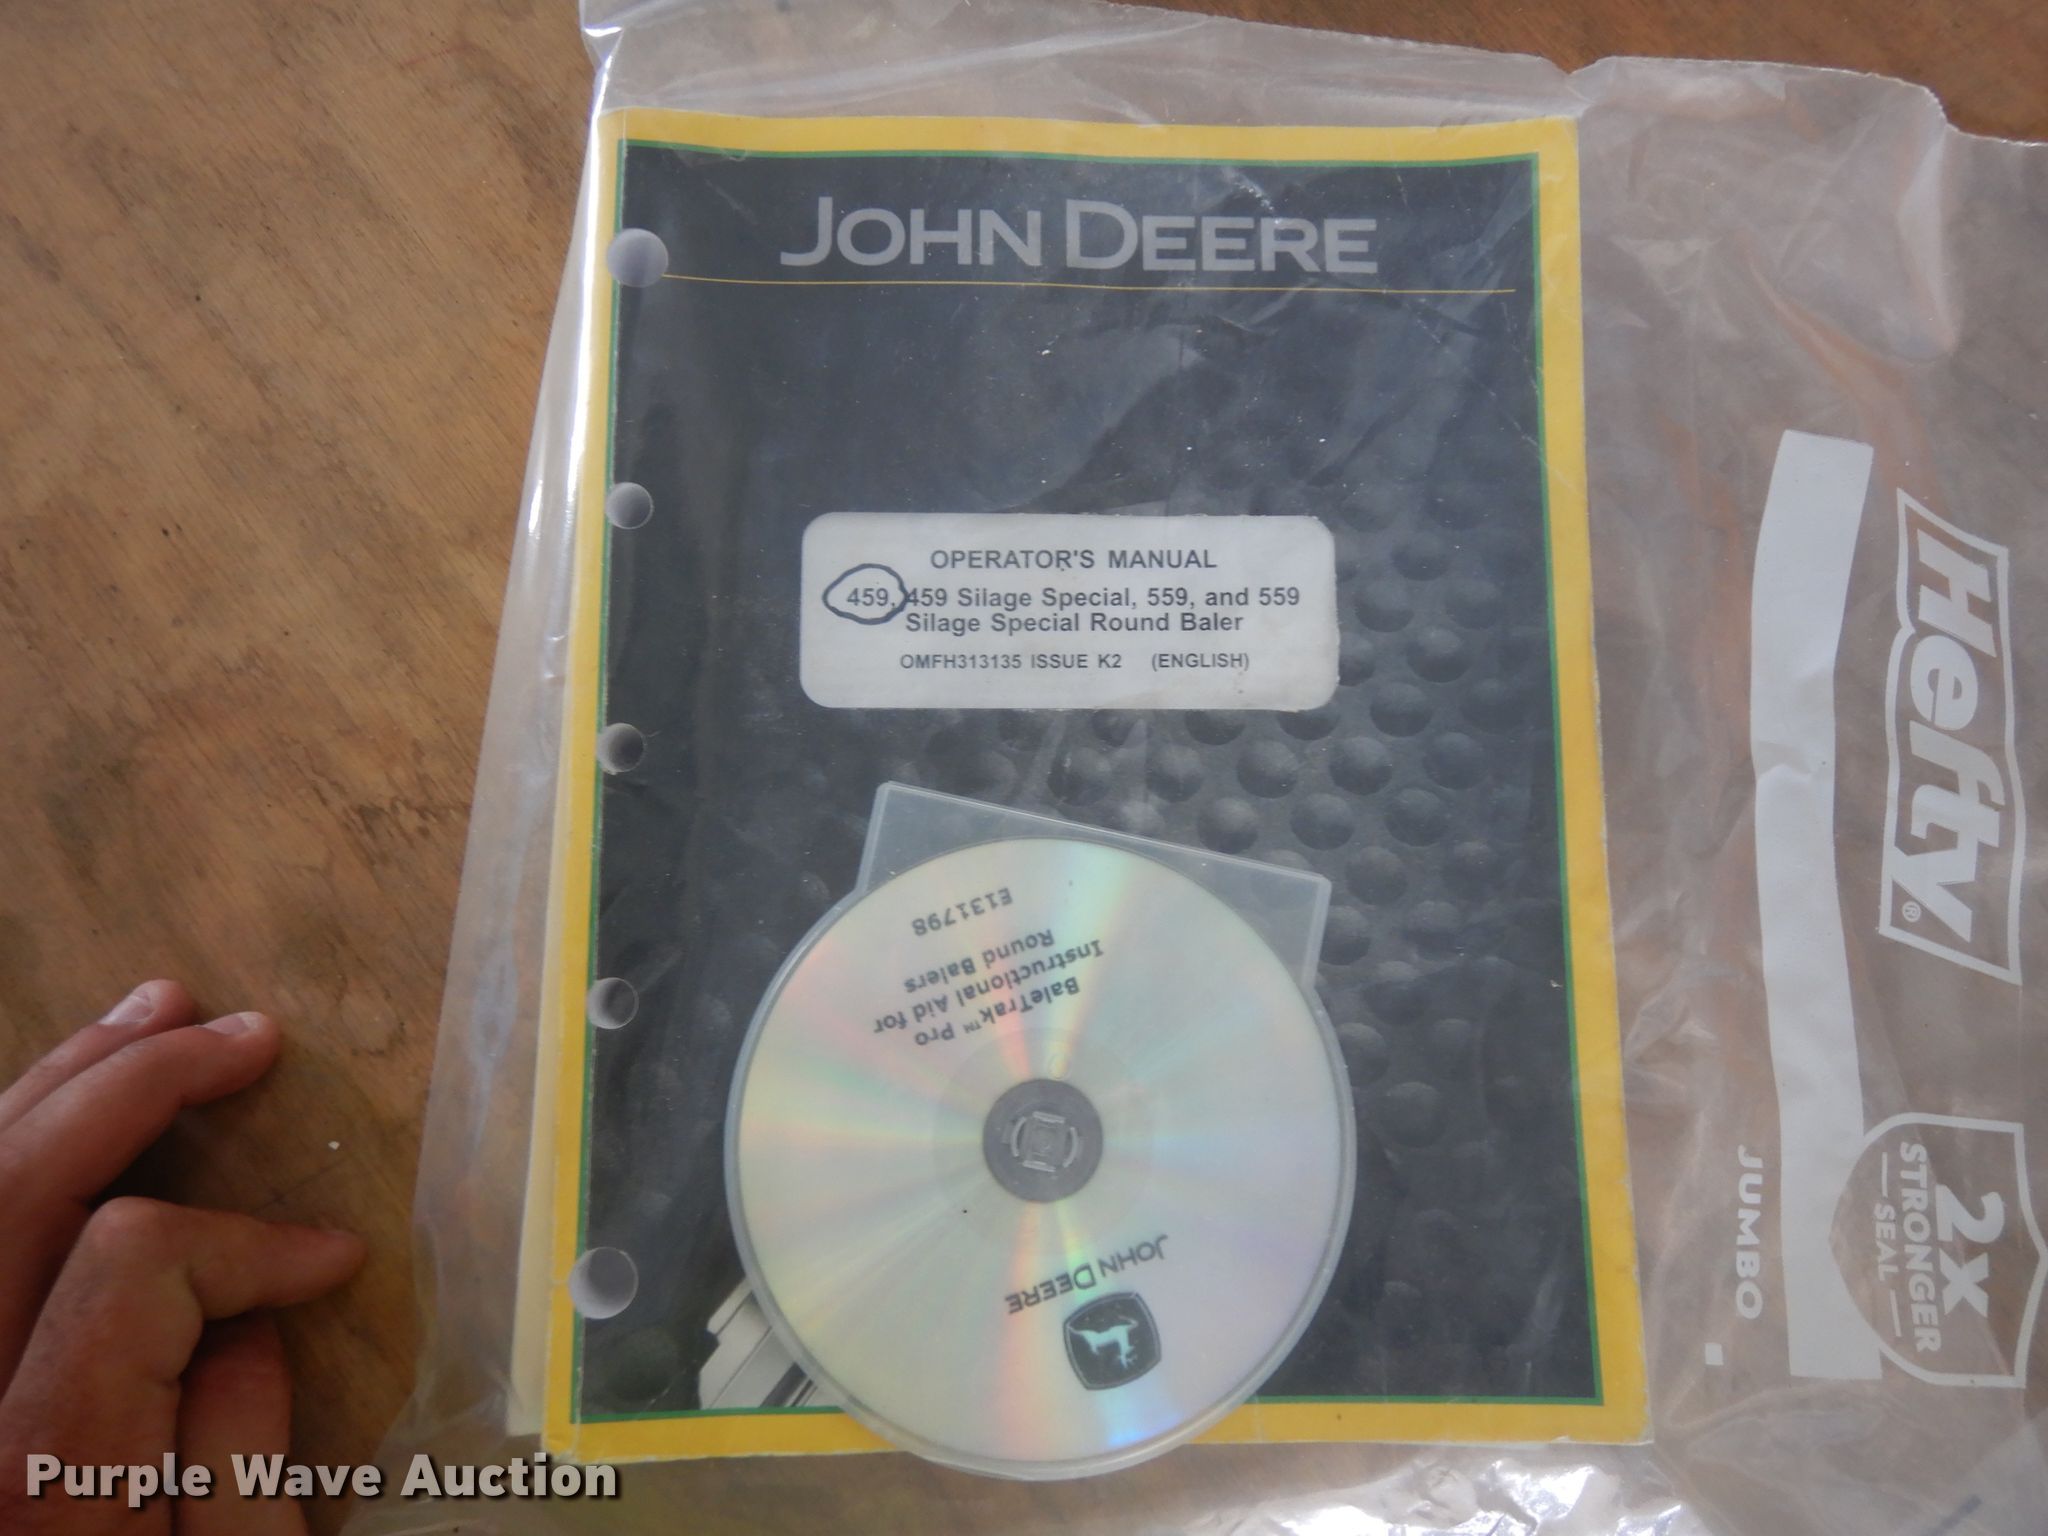 JOHN DEERE
OPERATOR'S MANUAL
459, 459 Silage Special, 559, and 559
Silage Special Round Baler
OMFH313135 ISSUE K2 (ENGLISH)
JOHN DEERE
BaleTrak™ Pro
Instructional Aid for
Round Balers
E131798
Hefty®
2X
STRONGER
SEAL
JUMBO
Purple Wave Auction